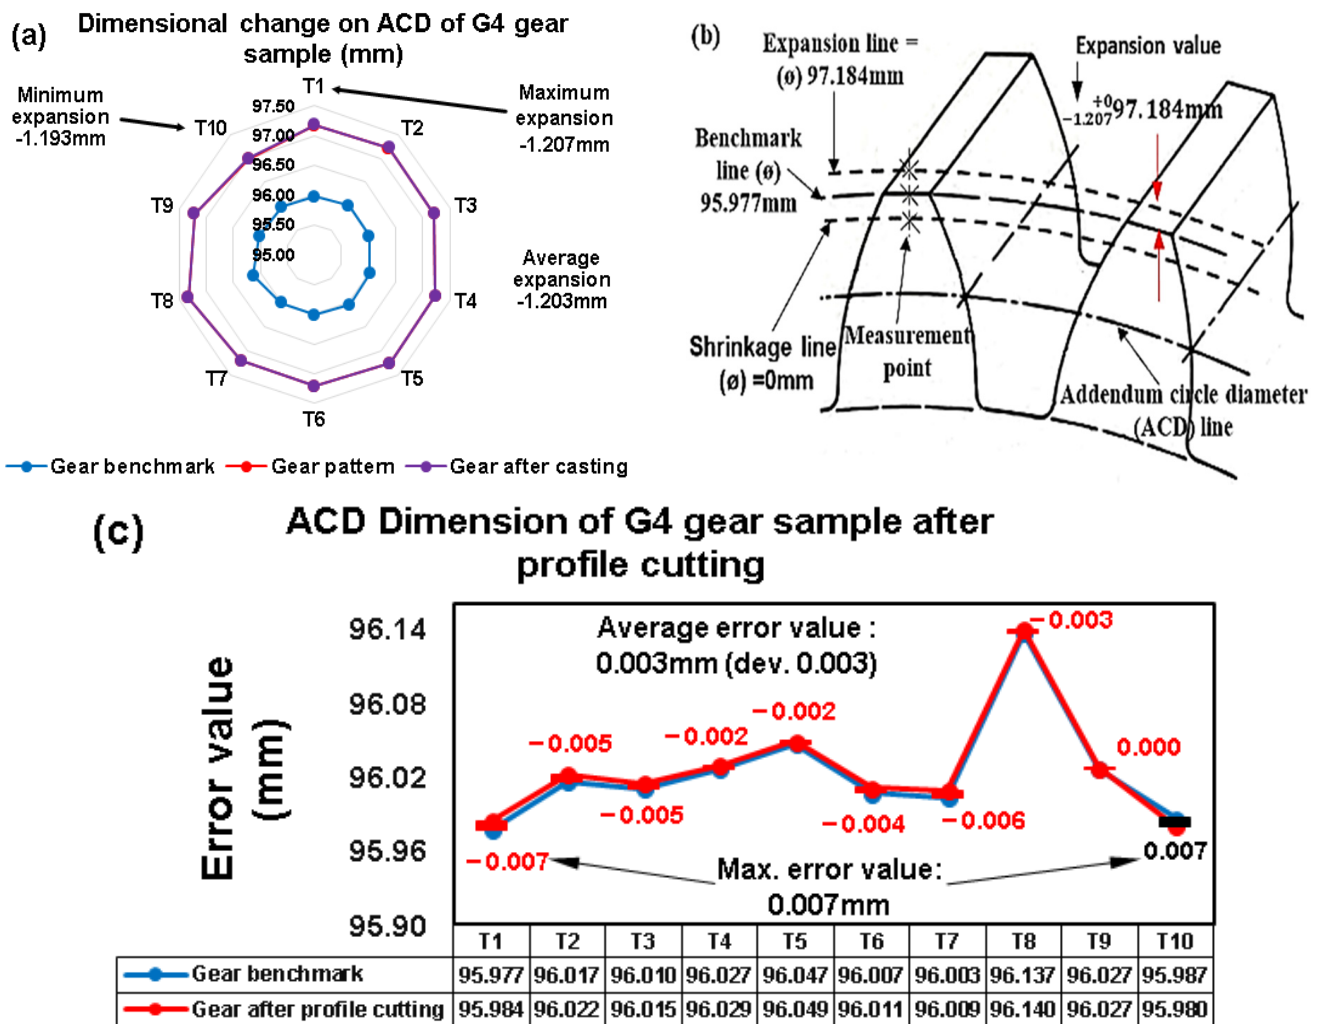 (a)
Dimensional change on ACD of G4 gear
sample (mm)
Minimum
expansion
-1.193mm
Maximum
expansion
-1.207mm
Average
expansion
-1.203mm
T1
T2
T3
T4
T5
T6
T7
T8
T9
T10
97.50
97.00
96.50
96.00
95.50
95.00
Gear benchmark
Gear pattern
Gear after casting
(b)
Expansion line =
(ø) 97.184mm
Expansion value
+0
−1.207 97.184mm
Benchmark
line (ø)
95.977mm
Shrinkage line
(ø) =0mm
Measurement
point
Addendum circle diameter
(ACD) line
(c)
ACD Dimension of G4 gear sample after
profile cutting
Error value
(mm)
96.14
96.08
96.02
95.96
95.90
Average error value :
0.003mm (dev. 0.003)
−0.007
−0.005
−0.005
−0.002
−0.002
−0.004
−0.006
−0.003
0.000
0.007
Max. error value:
0.007mm
T1 T2 T3 T4 T5 T6 T7 T8 T9 T10
Gear benchmark 95.977 96.017 96.010 96.027 96.047 96.007 96.003 96.137 96.027 95.987
Gear after profile cutting 95.984 96.022 96.015 96.029 96.049 96.011 96.009 96.140 96.027 95.980